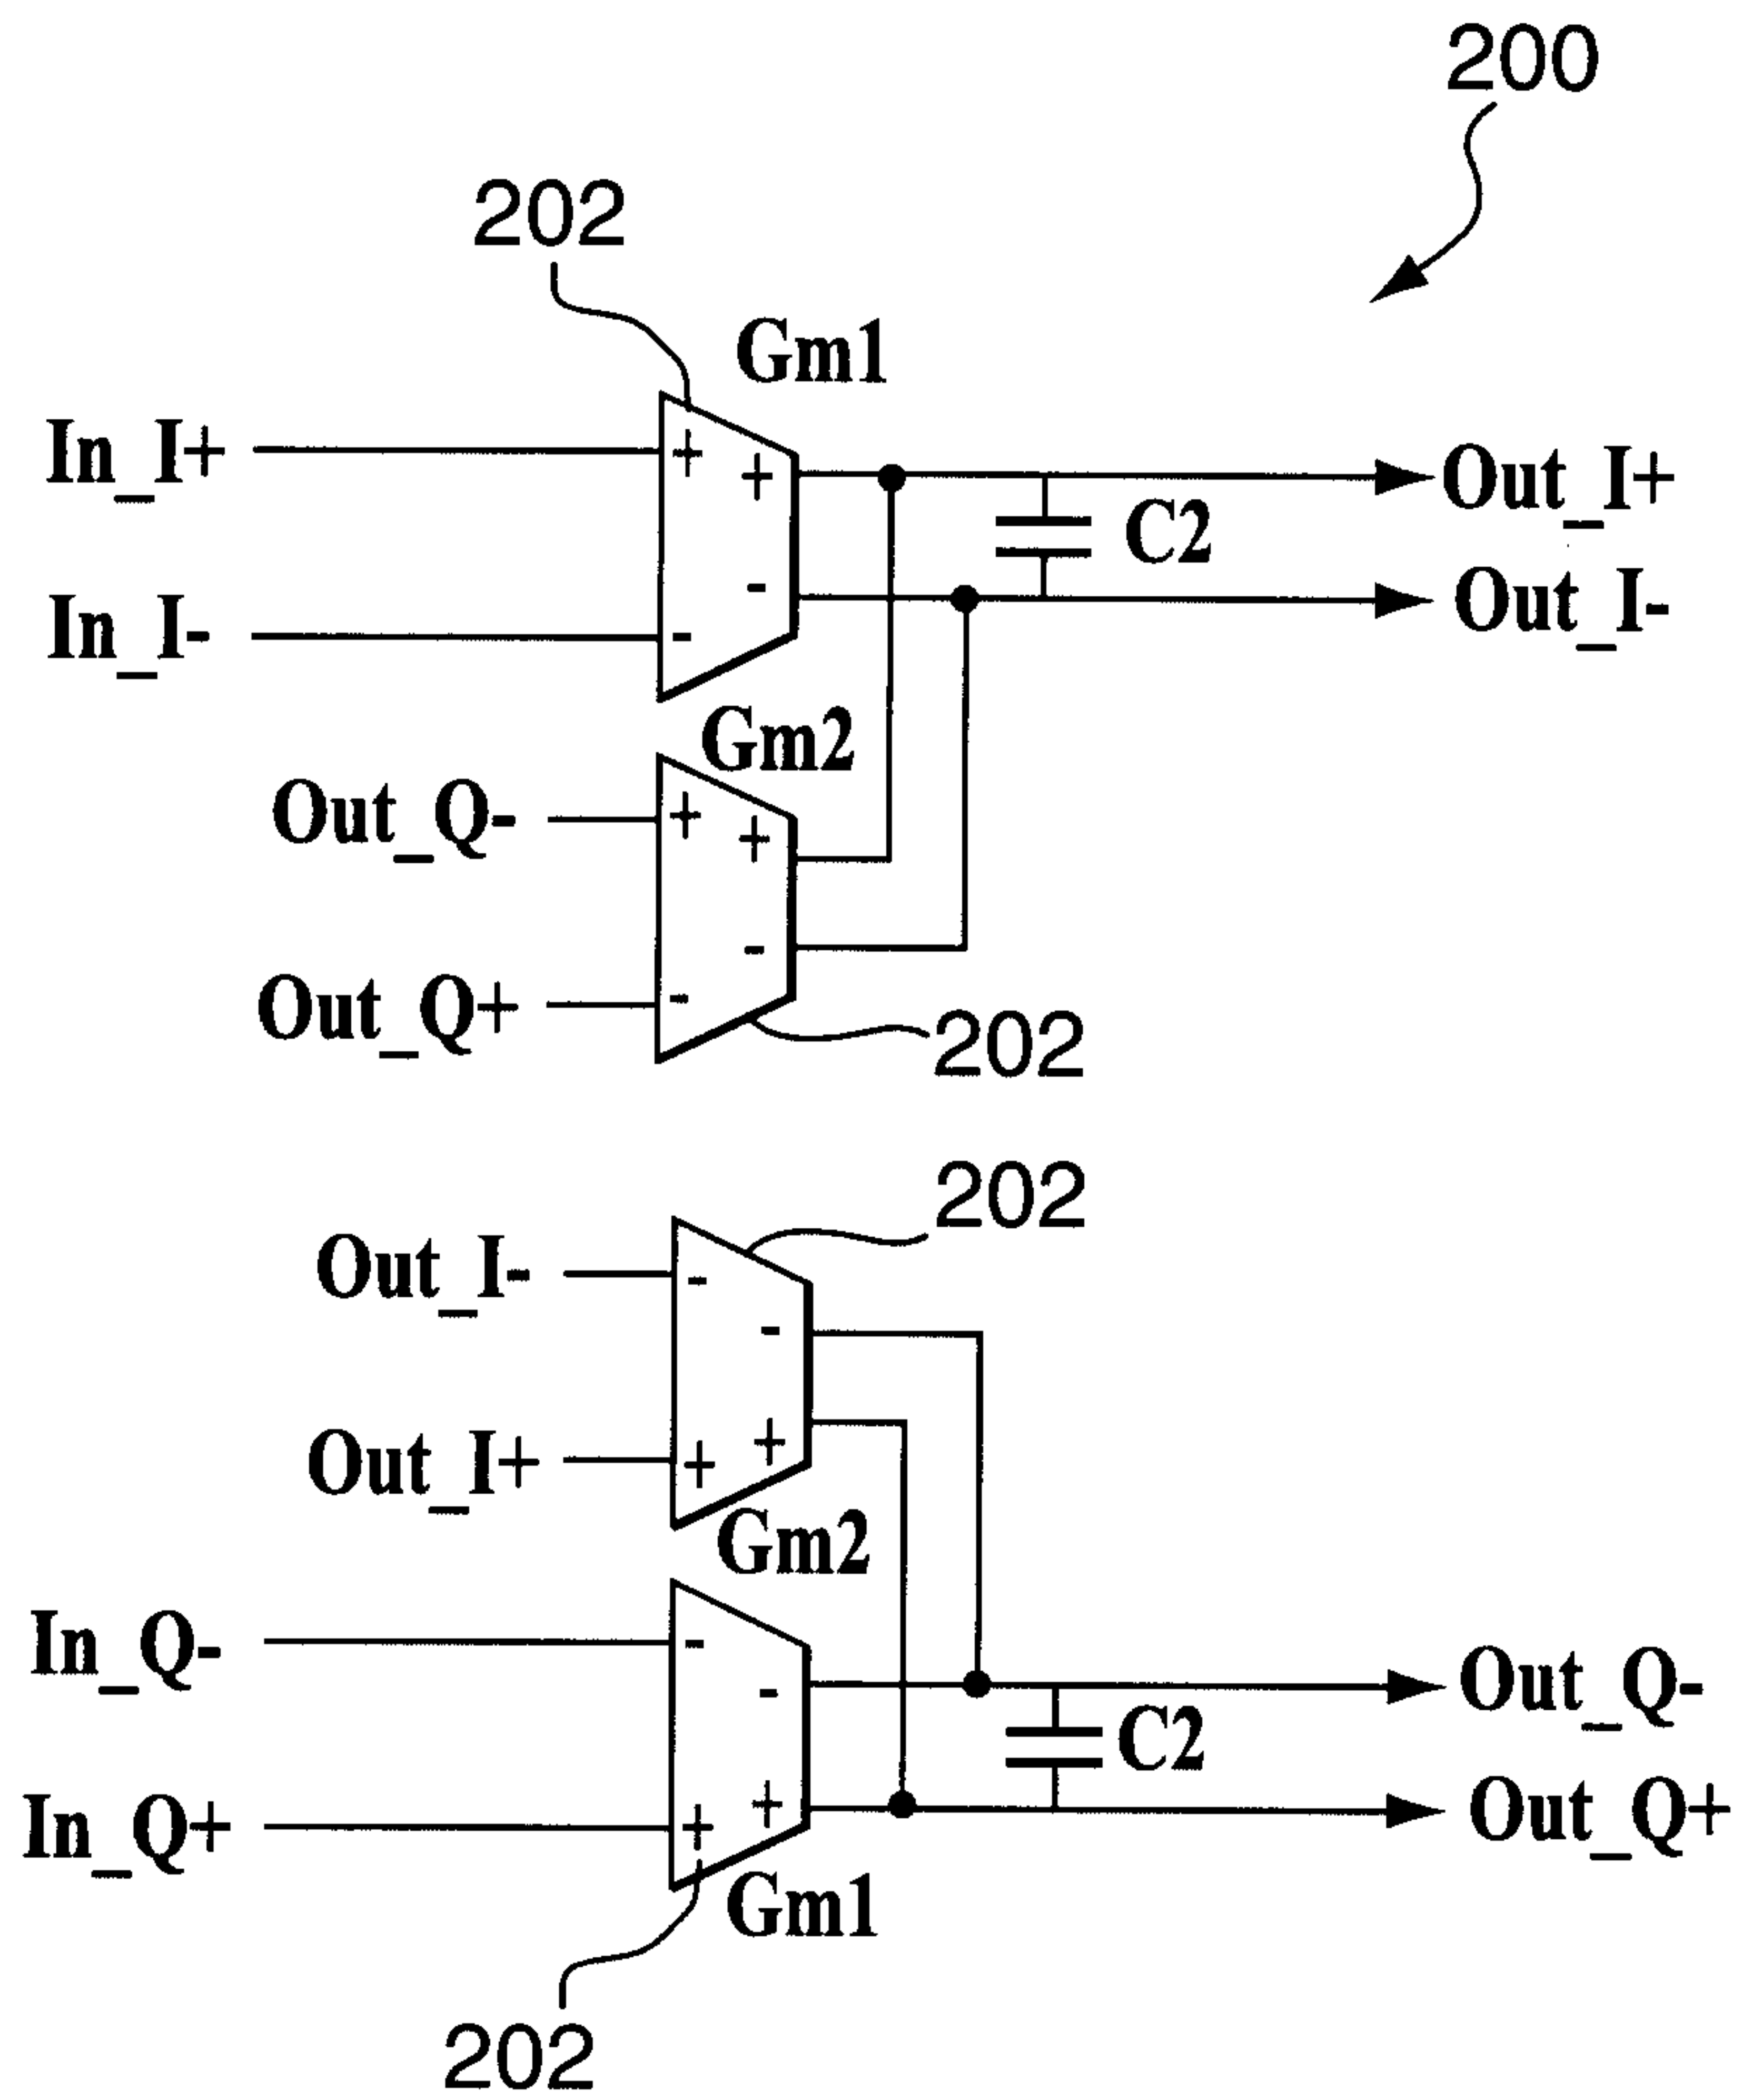 200
202
Gm1
In_I+
Out_I+
C2
In_I-
Out_I-
Gm2
Out_Q-
Out_Q+
202
202
Out_I-
Out_I+
Gm2
In_Q-
Out_Q-
C2
In_Q+
Out_Q+
Gm1
202